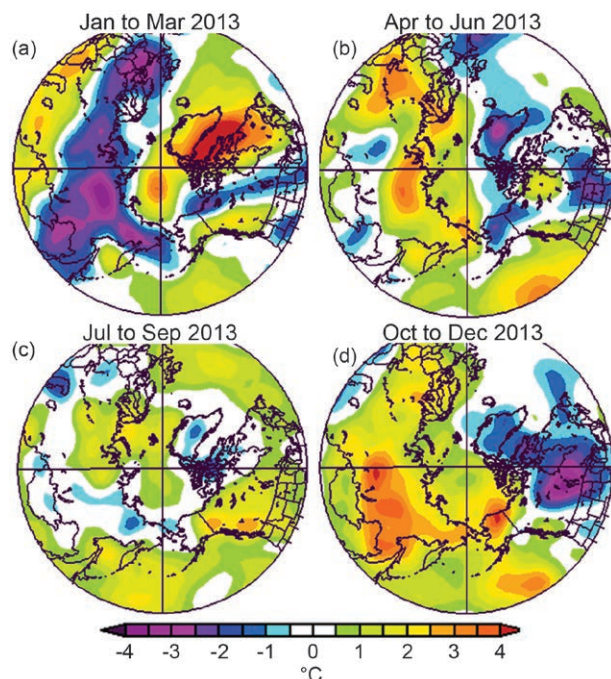 Jan to Mar 2013
Apr to Jun 2013
(a)
(b)
Jul to Sep 2013
Oct to Dec 2013
(c)
(d)
-4 -3 -2 -1 0 1 2 3 4
°C